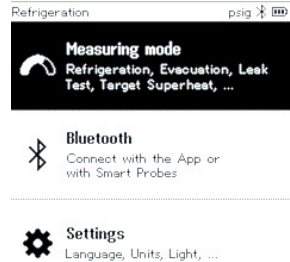 Refrigeration psig
Measuring mode
Refrigeration, Evacuation, Leak
Test, Target Superheat, ...
Bluetooth
Connect with the App or
with Smart Probes
Settings
Language, Units, Light, ...